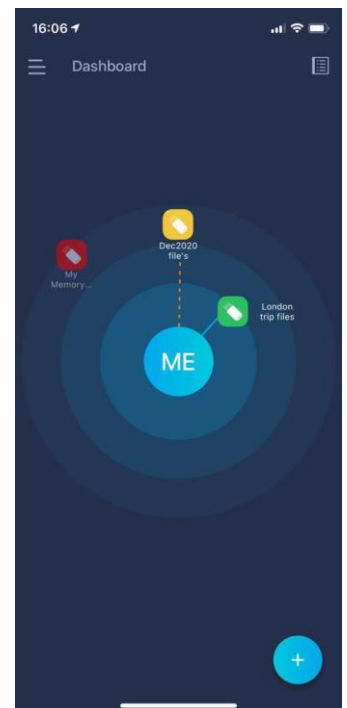 16:06
Dashboard
Dec2020
file's
My
Memory...
London
trip files
ME
+